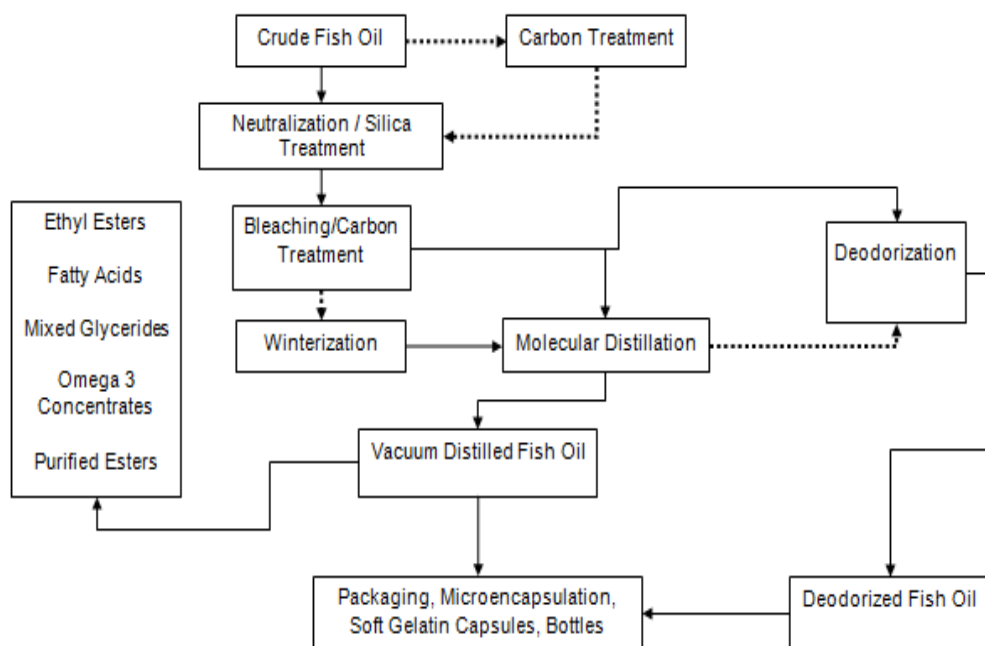 Crude Fish Oil
Carbon Treatment
Neutralization / Silica
Treatment
Ethyl Esters
Fatty Acids
Mixed Glycerides
Omega 3
Concentrates
Purified Esters
Bleaching/Carbon
Treatment
Deodorization
Winterization
Molecular Distillation
Vacuum Distilled Fish Oil
Packaging, Microencapsulation,
Soft Gelatin Capsules, Bottles
Deodorized Fish Oil